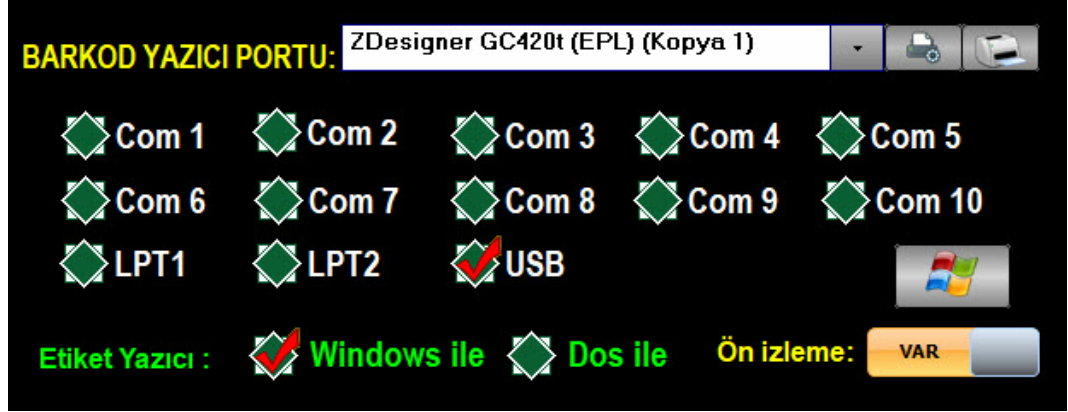 BARKOD YAZICI PORTU: ZDesigner GC420t (EPL) (Kopya 1)
Com 1 Com 2 Com 3 Com 4 Com 5
Com 6 Com 7 Com 8 Com 9 Com 10
LPT1 LPT2 USB
Etiket Yazıcı : Windows ile Dos ile Ön izleme: VAR